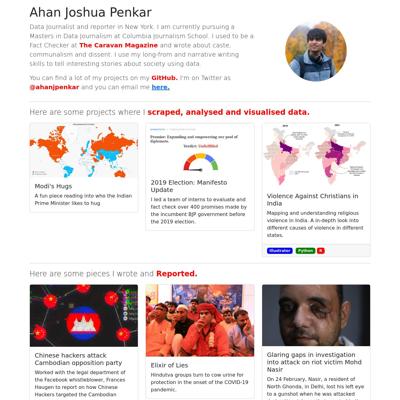 Ahan Joshua Penkar
Data Journalist and reporter in New York. I am currently pursuing a
Masters in Data Journalism at Columbia Journalism School. I used to be a
Fact Checker at The Caravan Magazine and wrote about caste,
communalism and dissent. I use my long-from and narrative writing
skills to tell interesting stories about society using data.
You can find a lot of my projects on my GitHub. I'm on Twitter as
@ahanjpenkar and you can email me here.
Here are some projects where I scraped, analysed and visualised data.
Modi's Hugs
A fun piece reading into who the Indian
Prime Minister likes to hug
Promise: Expanding and empowering our pool of
diplomats.
Verdict: Unfulfilled
2019 Election: Manifesto
Update
I led a team of interns to evaluate and
fact check over 400 promises made by
the incumbent BJP government before
the 2019 election.
Violence Against Christians in
India
Mapping and understanding religious
violence in India. A in-depth look into
different causes of violence in different
states.
Illustrator
Python
R
Here are some pieces I wrote and Reported.
Chinese hackers attack
Cambodian opposition party
Worked with the legal department of
the Facebook whistleblower, Frances
Haugen to report on how Chinese
Hackers targeted the Cambodian
Elixir of Lies
Hindutva groups turn to cow urine for
protection in the onset of the COVID-19
pandemic.
Glaring gaps in investigation
into attack on riot victim Mohd
Nasir
On 24 February, Nasir, a resident of
North Ghonda, in Delhi, lost his left eye
to a gunshot when he was attacked